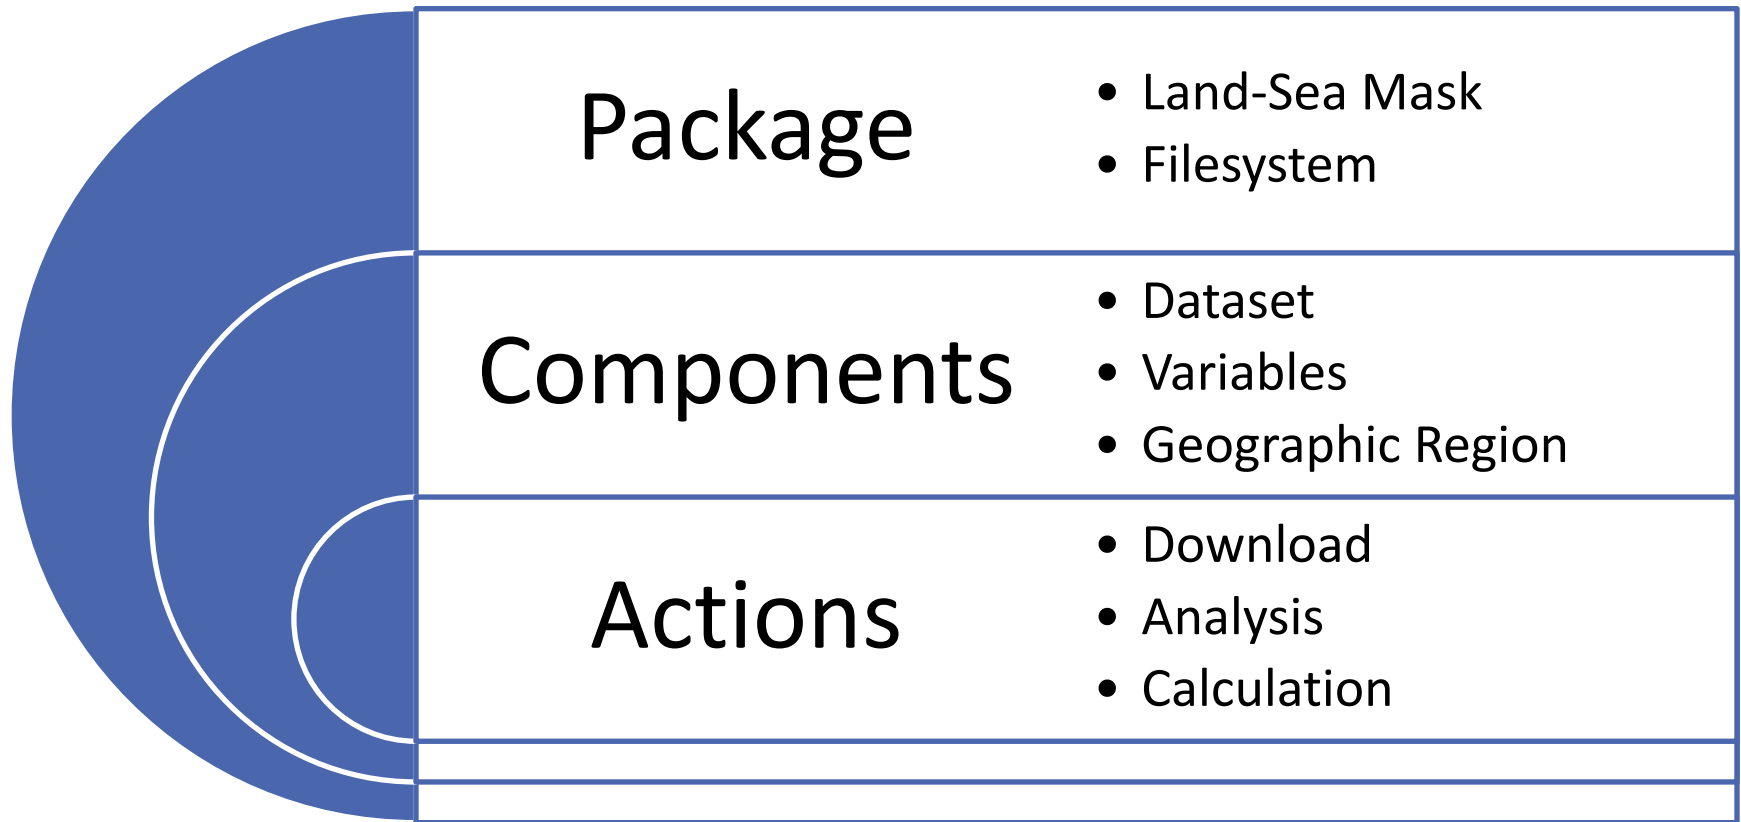 Package
• Land-Sea Mask
• Filesystem
Components
• Dataset
• Variables
• Geographic Region
Actions
• Download
• Analysis
• Calculation